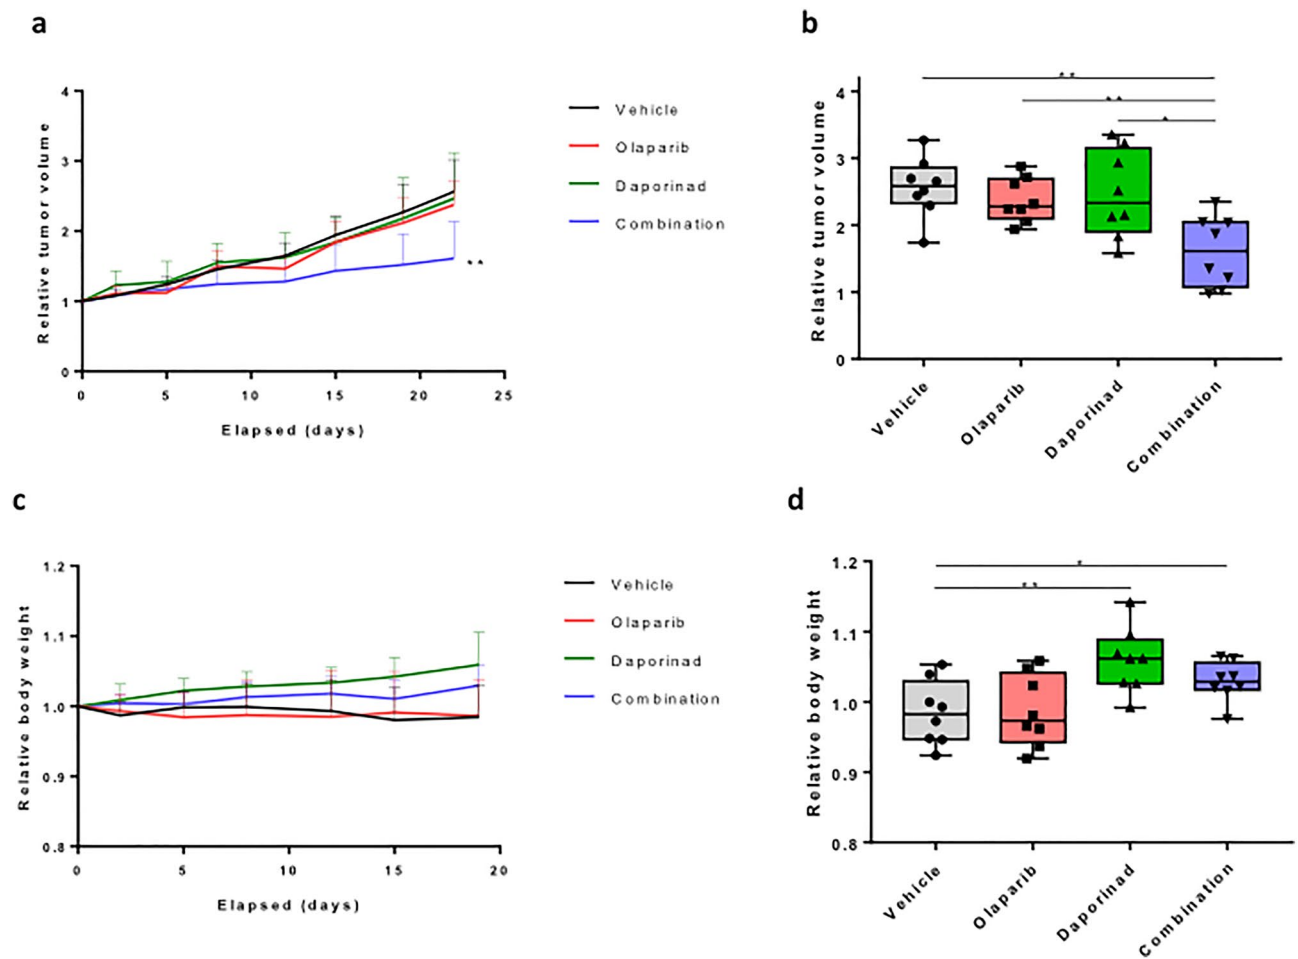 a
Relative tumor volume
4
3
2
1
0
0 5 10 15 20 25
Elapsed (days)
Vehicle
Olaparib
Daporinad
Combination
**
b
Relative tumor volume
4
3
2
1
0
**
**
*
Vehicle
Olaparib
Daporinad
Combination
c
Relative body weight
1.2
1.1
1.0
0.9
0.8
0 5 10 15 20
Elapsed (days)
Vehicle
Olaparib
Daporinad
Combination
d
Relative body weight
1.2
1.1
1.0
0.9
0.8
*
**
Vehicle
Olaparib
Daporinad
Combination